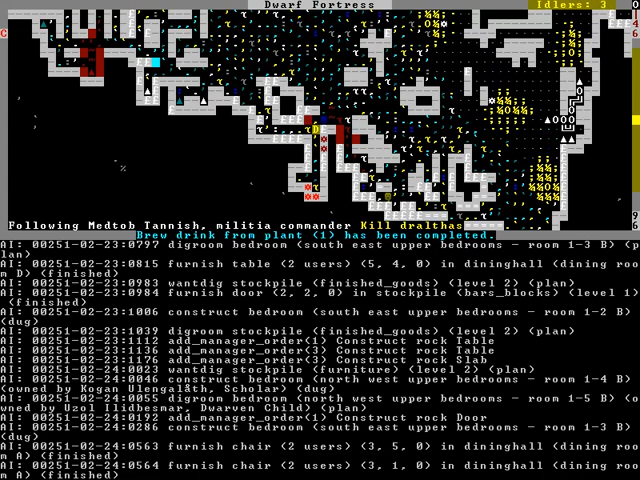 Dwarf Fortress
Idlers: 3
Following Medtob Tannish, militia commander Kill dralthas
Brew drink from plant (1) has been completed.
AI: 00251-02-23:0797 digroom bedroom (south east upper bedrooms - room 1-3 B) (p
lan)
AI: 00251-02-23:0815 furnish table (2 users) (5, 4, 0) in dininghall (dining roo
m D) (finished)
AI: 00251-02-23:0983 wantdig stockpile (finished_goods) (level 2) (plan)
AI: 00251-02-23:0984 furnish door (2, 2, 0) in stockpile (bars_blocks) (level 1)
(finished)
AI: 00251-02-23:1006 construct bedroom (south east upper bedrooms - room 1-2 B)
(dug)
AI: 00251-02-23:1039 digroom stockpile (finished_goods) (level 2) (plan)
AI: 00251-02-23:1112 add_manager_order(1) Construct rock Table
AI: 00251-02-23:1136 add_manager_order(3) Construct rock Table
AI: 00251-02-23:1176 add_manager_order(3) Construct rock Slab
AI: 00251-02-24:0023 wantdig stockpile (furniture) (level 2) (plan)
AI: 00251-02-24:0046 construct bedroom (north west upper bedrooms - room 1-4 B)
(owned by Kogan Ulengal8th, Scholar) (dug)
AI: 00251-02-24:0055 digroom bedroom (north west upper bedrooms - room 1-5 B) (o
wned by Uzol Ilidbesmar, Dwarven Child) (plan)
AI: 00251-02-24:0192 add_manager_order(1) Construct rock Door
AI: 00251-02-24:0286 construct bedroom (south east upper bedrooms - room 1-3 B)
(dug)
AI: 00251-02-24:0563 furnish chair (2 users) (3, 5, 0) in dininghall (dining roo
m A) (finished)
AI: 00251-02-24:0564 furnish chair (2 users) (3, 1, 0) in dininghall (dining roo
m A) (finished)